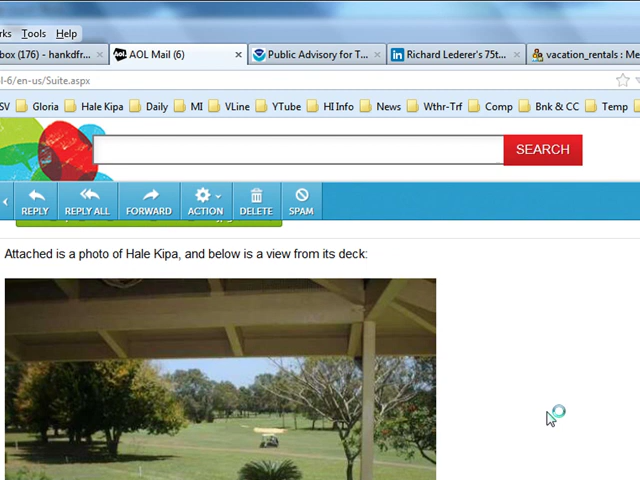 rks Tools Help
box (176) - hankdfr... × Aol. AOL Mail (6) × Public Advisory for T... × in Richard Lederer's 75t... × vacation_rentals : Me
l-6/en-us/Suite.aspx
SV Gloria Hale Kipa Daily MI VLine YTube HI Info News Wthr-Trf Comp Bnk & CC Temp
SEARCH
REPLY REPLY ALL FORWARD ACTION DELETE SPAM
Attached is a photo of Hale Kipa, and below is a view from its deck: